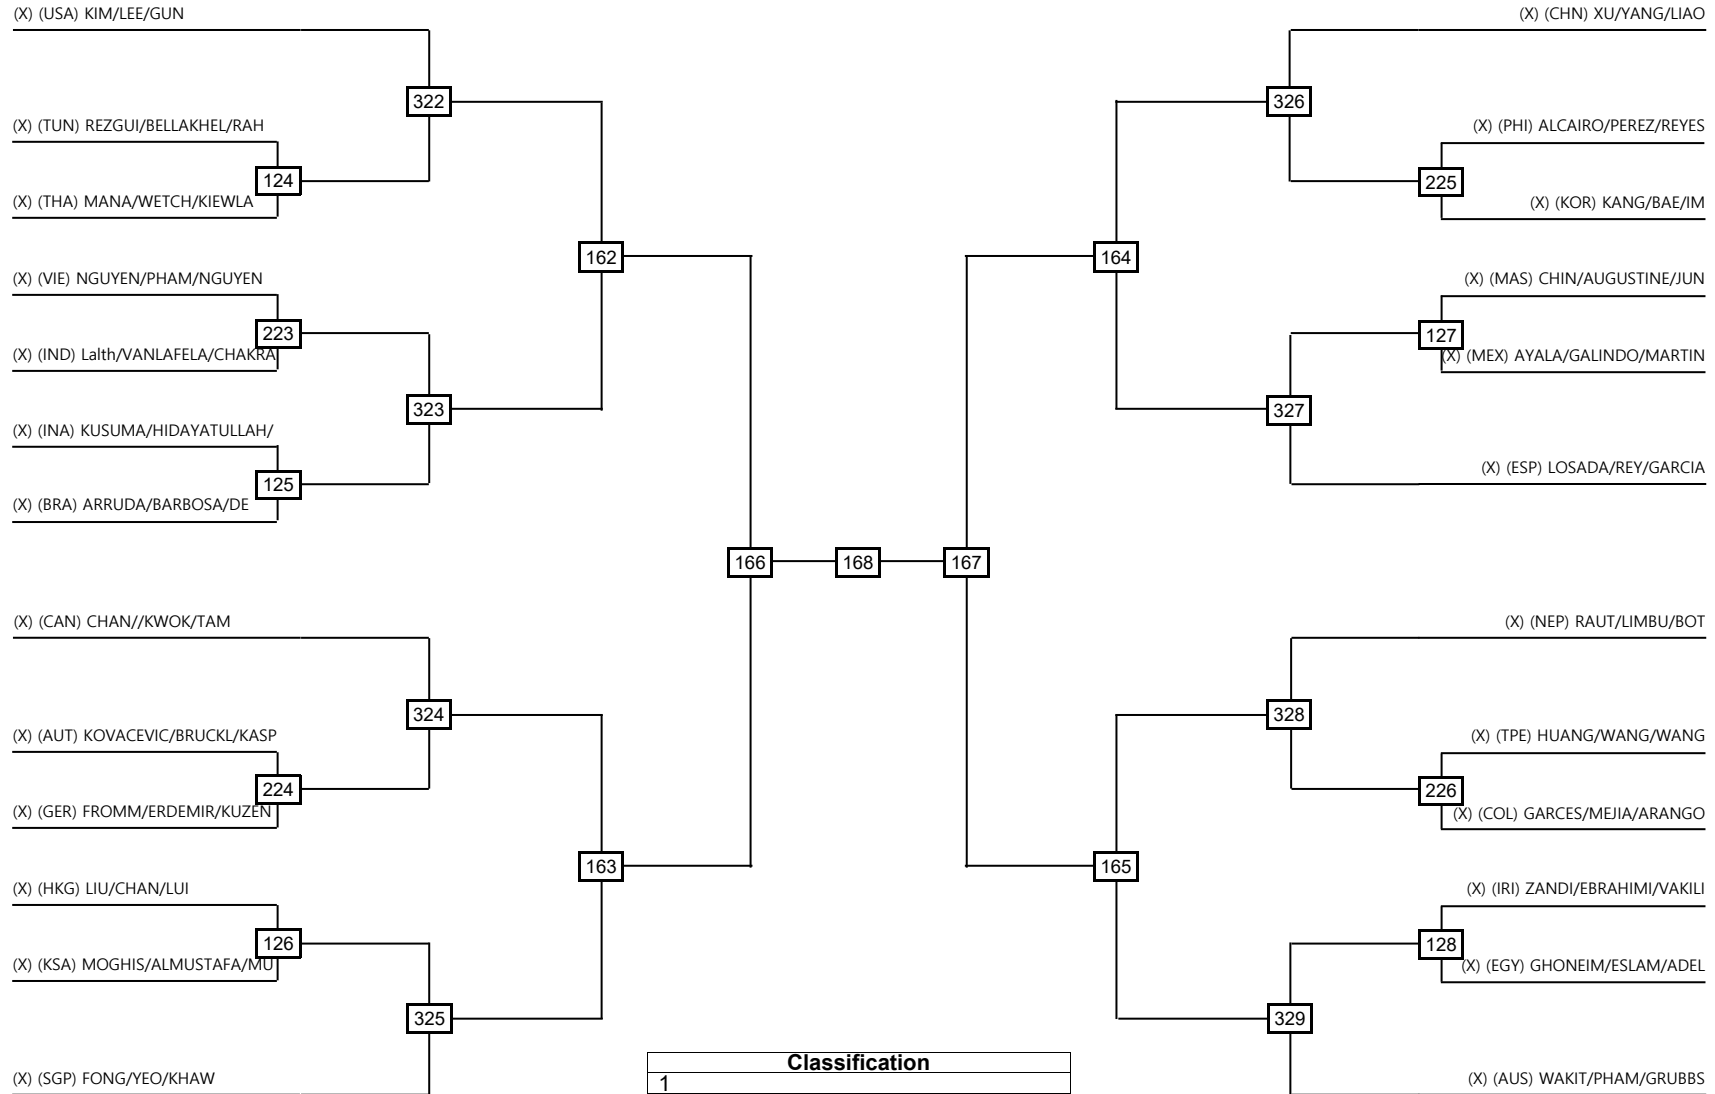 (X) (USA) KIM/LEE/GUN
(X) (CHN) XU/YANG/LIAO
322
326
(X) (TUN) REZGUI/BELLAKHEL/RAH
(X) (PHI) ALCAIRO/PEREZ/REYES
124
225
(X) (THA) MANA/WETCH/KIEWLA
(X) (KOR) KANG/BAE/IM
162
164
(X) (VIE) NGUYEN/PHAM/NGUYEN
(X) (MAS) CHIN/AUGUSTINE/JUN
223
127
(X) (IND) Lalth/VANLAFELA/CHAKRA
(X) (MEX) AYALA/GALINDO/MARTIN
323
327
(X) (INA) KUSUMA/HIDAYATULLAH/
(X) (ESP) LOSADA/REY/GARCIA
125
(X) (BRA) ARRUDA/BARBOSA/DE
166
168
167
(X) (CAN) CHAN//KWOK/TAM
(X) (NEP) RAUT/LIMBU/BOT
324
328
(X) (AUT) KOVACEVIC/BRUCKL/KASP
(X) (TPE) HUANG/WANG/WANG
224
226
(X) (GER) FROMM/ERDEMIR/KUZEN
(X) (COL) GARCES/MEJIA/ARANGO
163
165
(X) (HKG) LIU/CHAN/LUI
(X) (IRI) ZANDI/EBRAHIMI/VAKILI
126
128
(X) (KSA) MOGHIS/ALMUSTAFA/MU
(X) (EGY) GHONEIM/ESLAM/ADEL
325
329
Classification
(X) (SGP) FONG/YEO/KHAW
1
(X) (AUS) WAKIT/PHAM/GRUBBS